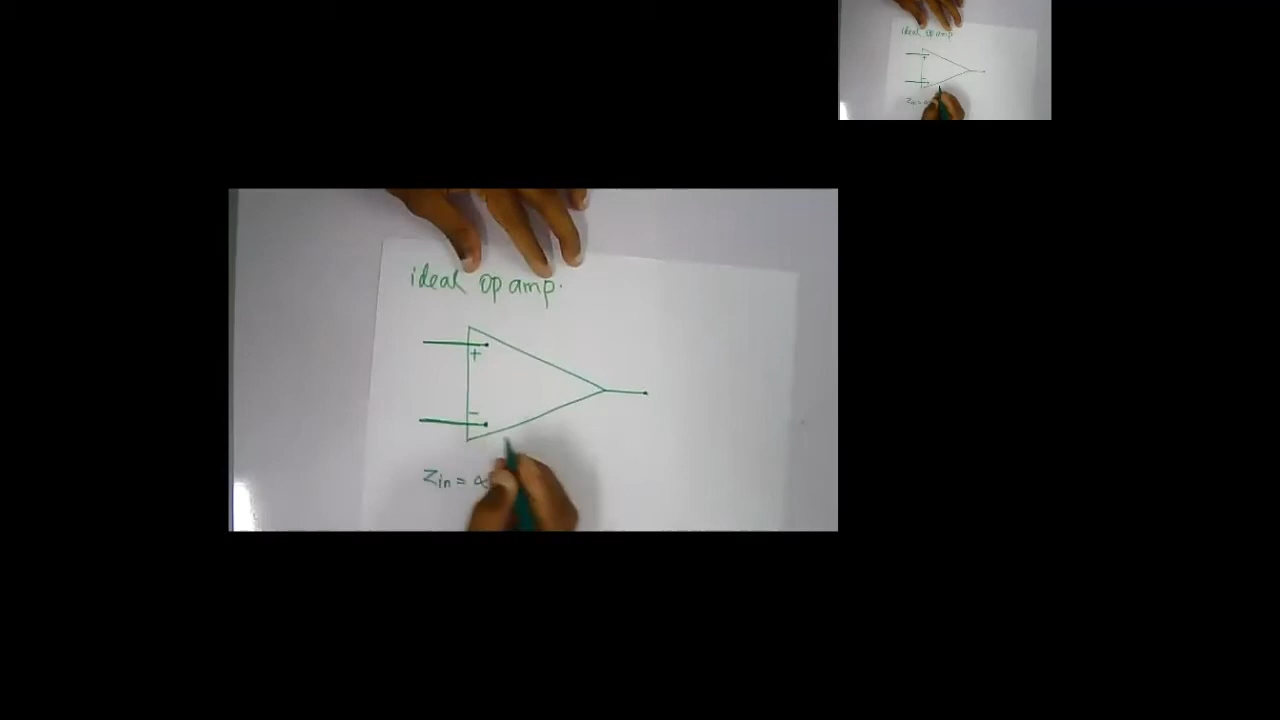 ideal op amp.
+
-
Zin = ∝